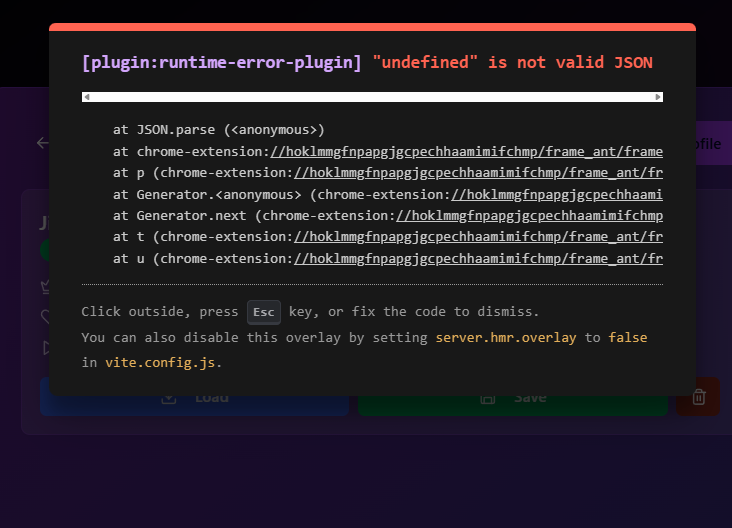 [plugin:runtime-error-plugin] "undefined" is not valid JSON
at JSON.parse (<anonymous>)
at chrome-extension://hoklmmgfnpapgjgcpechhaamimifchmp/frame_ant/frame
at p (chrome-extension://hoklmmgfnpapgjgcpechhaamimifchmp/frame_ant/fr
at Generator.<anonymous> (chrome-extension://hoklmmgfnpapgjgcpechhaami
at Generator.next (chrome-extension://hoklmmgfnpapgjgcpechhaamimifchmp
at t (chrome-extension://hoklmmgfnpapgjgcpechhaamimifchmp/frame_ant/fr
at u (chrome-extension://hoklmmgfnpapgjgcpechhaamimifchmp/frame_ant/fr
Click outside, press Esc key, or fix the code to dismiss.
You can also disable this overlay by setting server.hmr.overlay to false
in vite.config.js.
Load Save